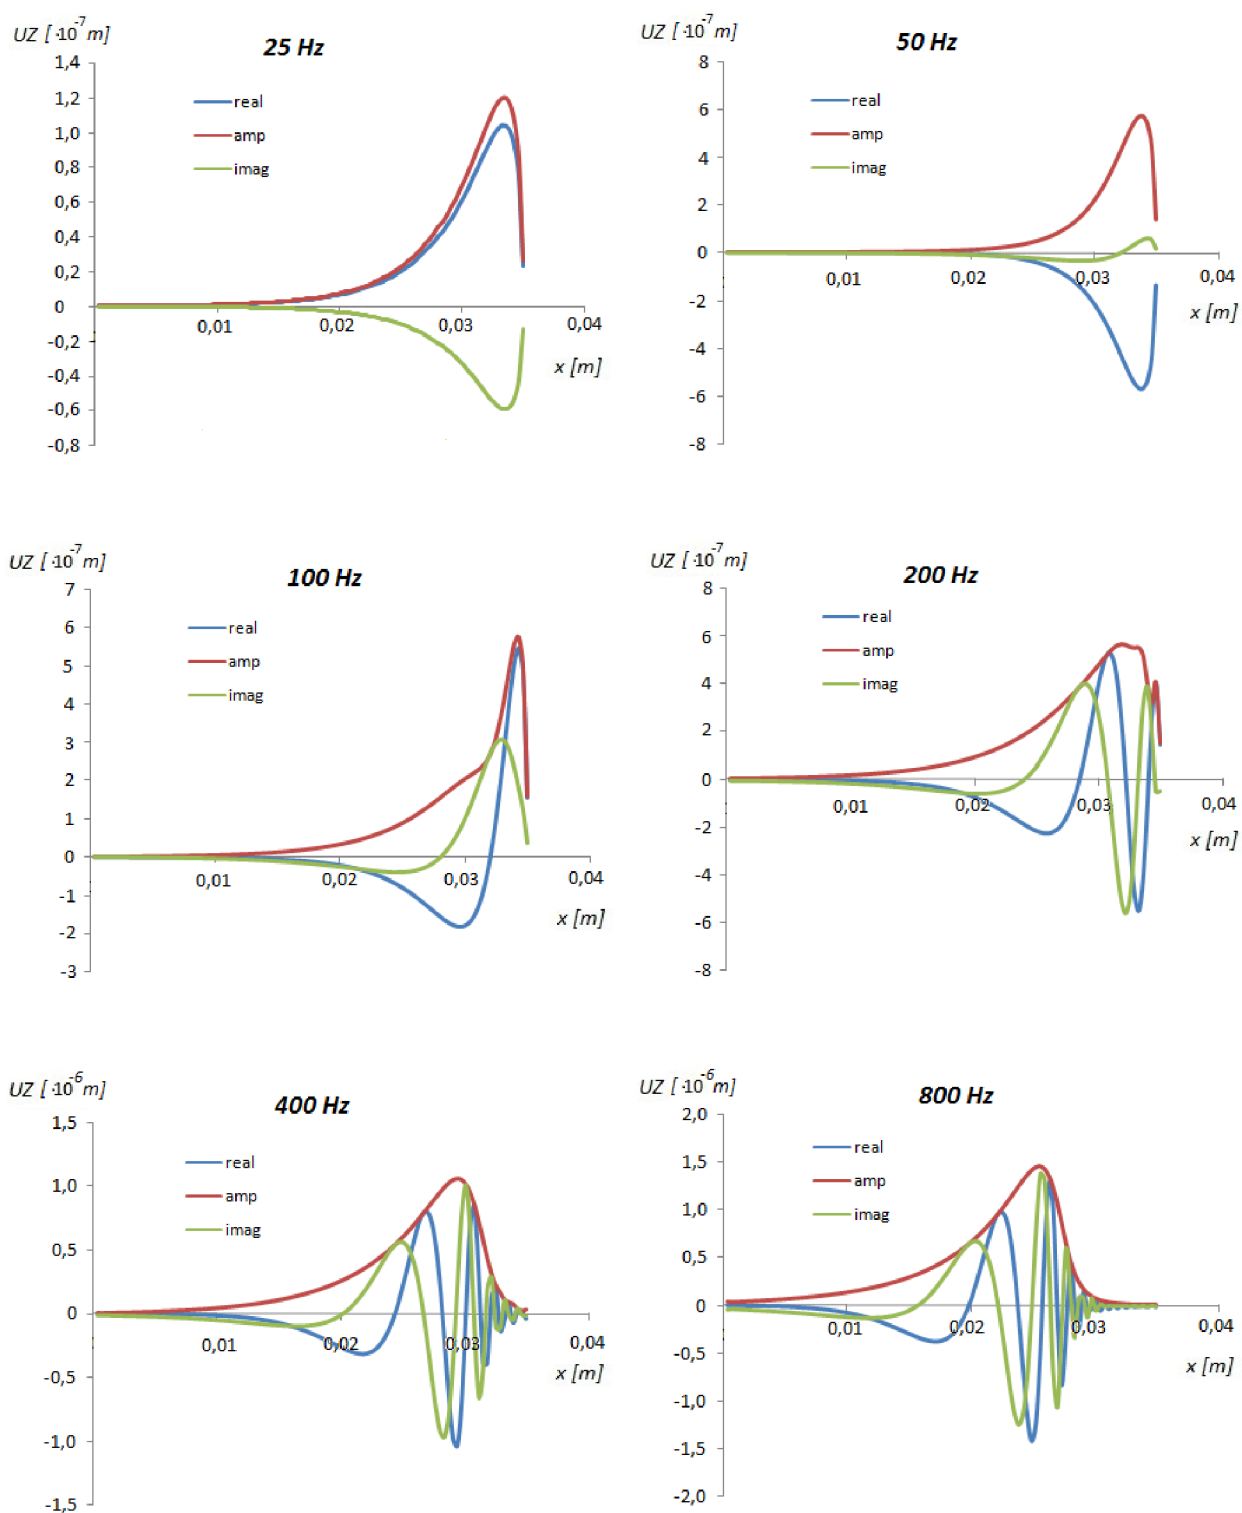 UZ [ ·10⁻⁷ m]
25 Hz
1,4
1,2
1,0
0,8
0,6
0,4
0,2
0
-0,2
-0,4
-0,6
-0,8
real
amp
imag
0,01
0,02
0,03
0,04
x [m]
UZ [ ·10⁻⁷ m]
50 Hz
8
6
4
2
0
-2
-4
-6
-8
real
amp
imag
0,01
0,02
0,03
0,04
x [m]
UZ [ ·10⁻⁷ m]
100 Hz
7
6
5
4
3
2
1
0
-1
-2
-3
real
amp
imag
0,01
0,02
0,03
0,04
x [m]
UZ [ ·10⁻⁷ m]
200 Hz
8
6
4
2
0
-2
-4
-6
-8
real
amp
imag
0,01
0,02
0,03
0,04
x [m]
UZ [ ·10⁻⁶ m]
400 Hz
1,5
1,0
0,5
0
-0,5
-1,0
-1,5
real
amp
imag
0,01
0,02
0,03
0,04
x [m]
UZ [ ·10⁻⁶ m]
800 Hz
2,0
1,5
1,0
0,5
0
-0,5
-1,0
-1,5
-2,0
real
amp
imag
0,01
0,02
0,03
0,04
x [m]